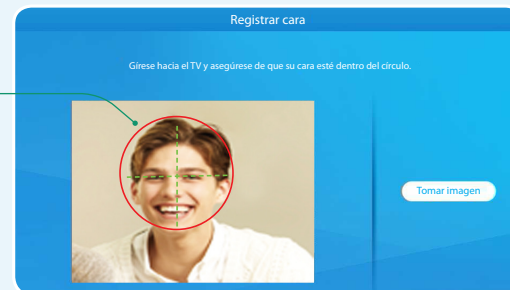 Registrar cara
Gírese hacia el TV y asegúrese de que su cara esté dentro del círculo.
Tomar imagen